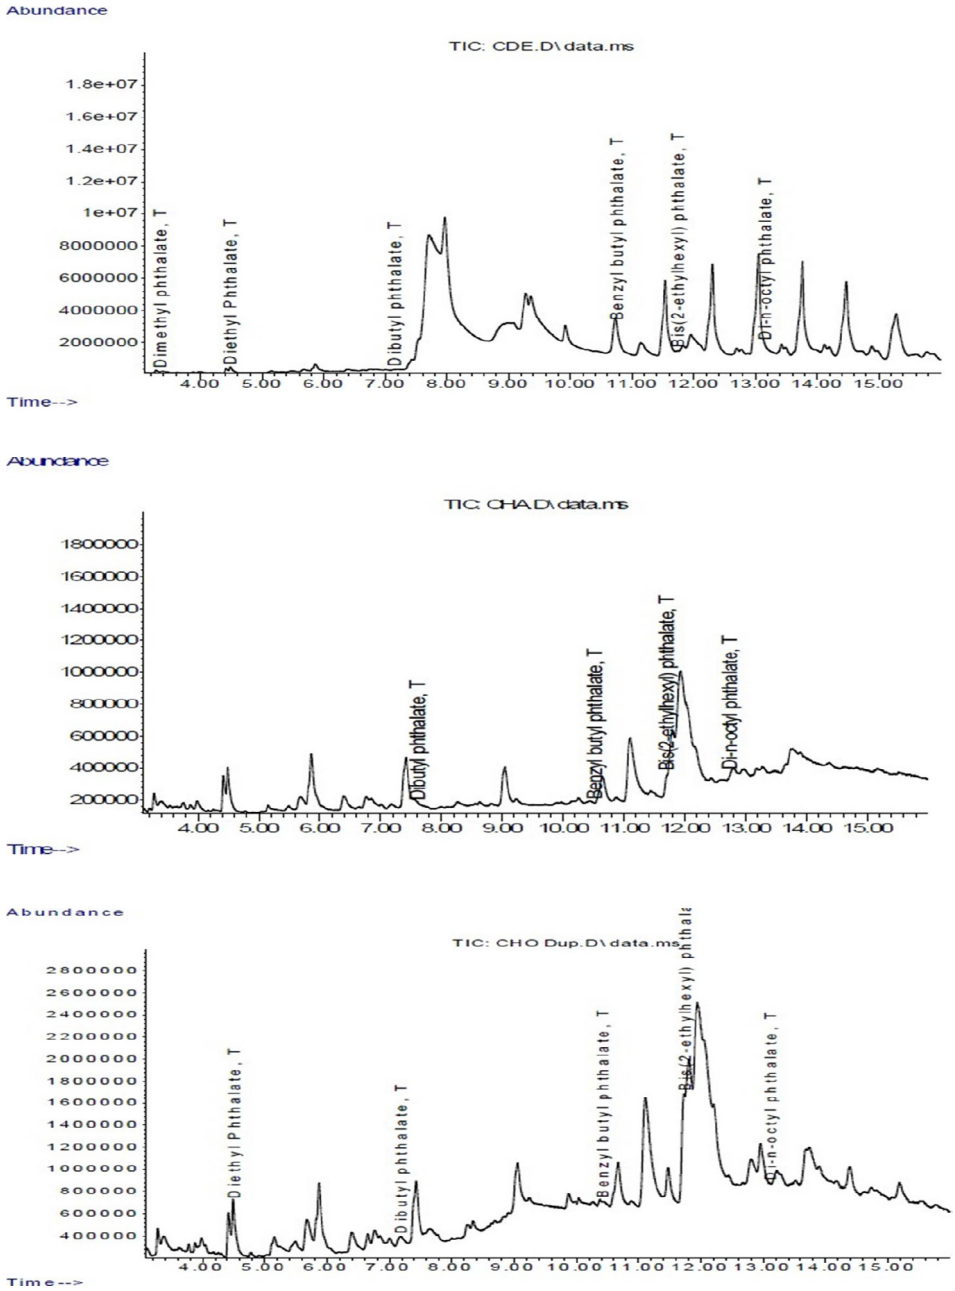 Abundance
TIC: CDE.D\data.ms
1.8e+07
1.6e+07
1.4e+07
1.2e+07
1e+07
8000000
6000000
4000000
2000000
Dimethyl phthalate, T
Diethyl Phthalate, T
Dibutyl phthalate, T
Benzyl butyl phthalate, T
Bis(2-ethylhexyl) phthalate, T
Di-n-octyl phthalate, T
4.00 5.00 6.00 7.00 8.00 9.00 10.00 11.00 12.00 13.00 14.00 15.00
Time-->
Abundance
TIC: CHA.D\data.ms
1800000
1600000
1400000
1200000
1000000
800000
600000
400000
200000
Dibutyl phthalate, T
Benzyl butyl phthalate, T
Bis(2-ethylhexyl) phthalate, T
Di-n-octyl phthalate, T
4.00 5.00 6.00 7.00 8.00 9.00 10.00 11.00 12.00 13.00 14.00 15.00
Time-->
Abundance
TIC: CHO Dup.D\data.ms
2800000
2600000
2400000
2200000
2000000
1800000
1600000
1400000
1200000
1000000
800000
600000
400000
Diethyl Phthalate, T
Dibutyl phthalate, T
Benzyl butyl phthalate, T
Bis(2-ethylhexyl) phthala
Di-n-octyl phthalate, T
4.00 5.00 6.00 7.00 8.00 9.00 10.00 11.00 12.00 13.00 14.00 15.00
Time-->